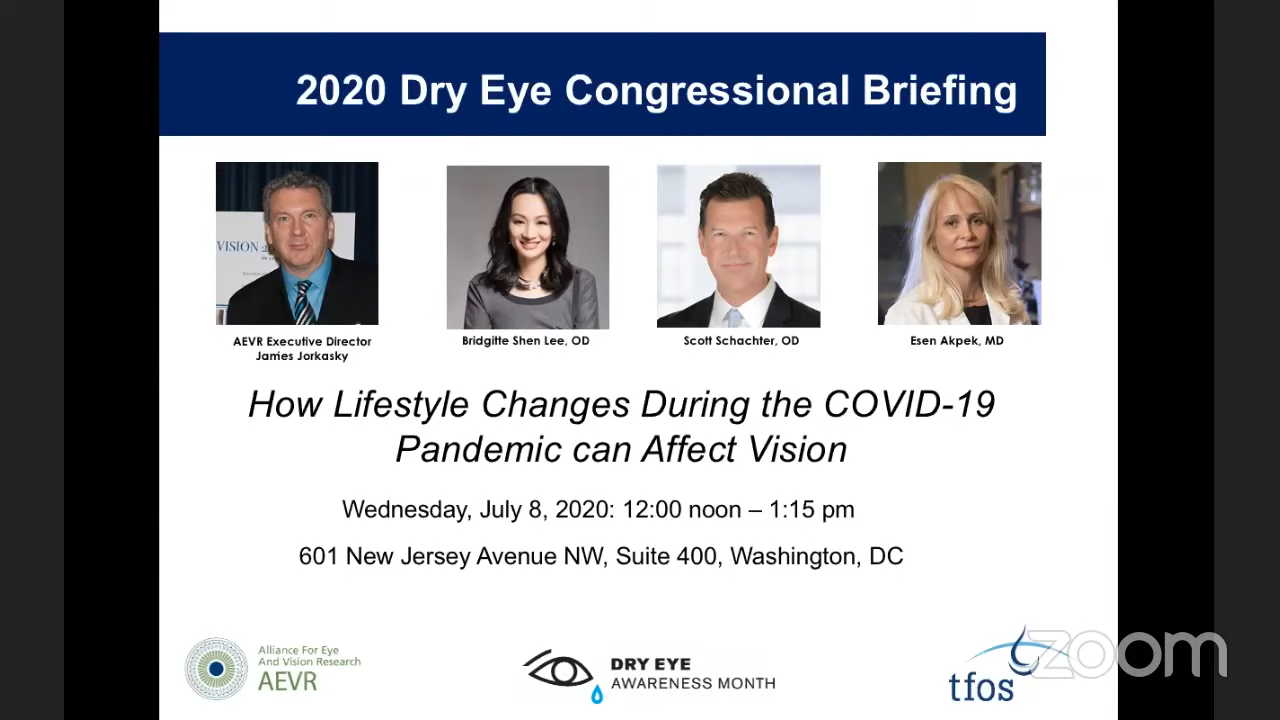 2020 Dry Eye Congressional Briefing
VISION 2
AEVR Executive Director
James Jorkasky
Bridgitte Shen Lee, OD
Scott Schachter, OD
Esen Akpek, MD
How Lifestyle Changes During the COVID-19
Pandemic can Affect Vision
Wednesday, July 8, 2020: 12:00 noon – 1:15 pm
601 New Jersey Avenue NW, Suite 400, Washington, DC
Alliance For Eye
And Vision Research
AEVR
DRY EYE
AWARENESS MONTH
tfos
zoom